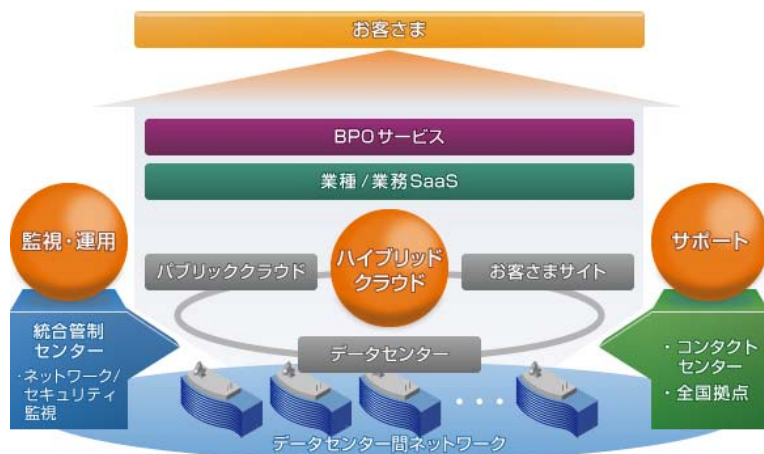 お客さま
BPOサービス
業種/業務SaaS
監視・運用
ハイブリッド
クラウド
サポート
パブリッククラウド
お客さまサイト
データセンター
統合管制
センター
・ネットワーク/
セキュリティ
監視
・コンタクト
センター
・全国拠点
・・・
データセンター間ネットワーク